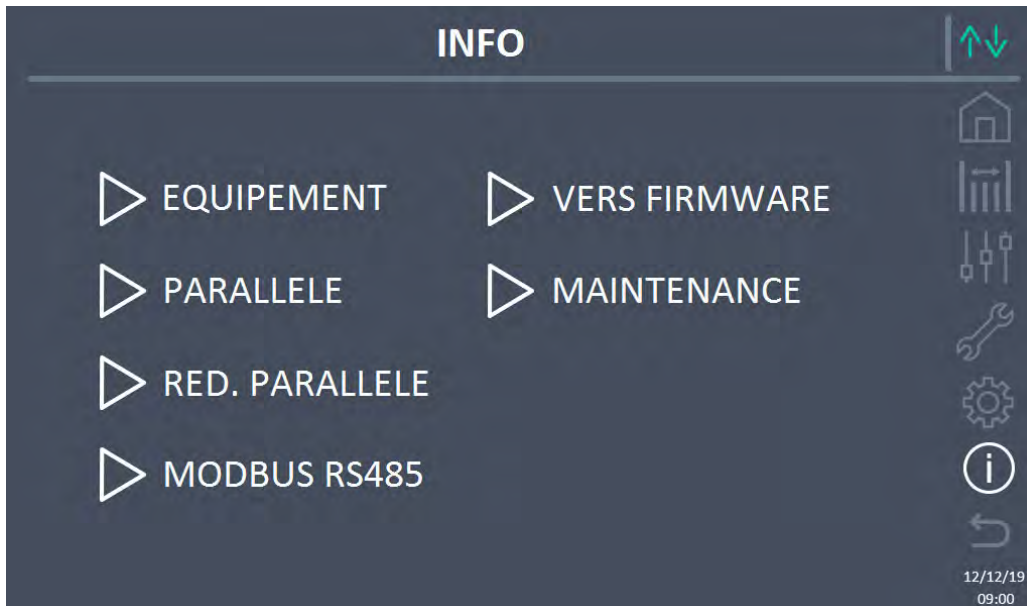 INFO
EQUIPEMENT
VERS FIRMWARE
PARALLELE
MAINTENANCE
RED. PARALLELE
MODBUS RS485
12/12/19
09:00